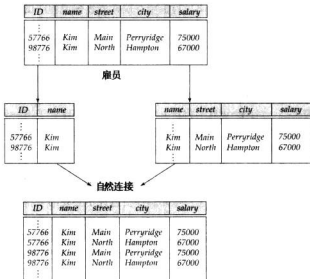 ID name street city salary
57766 Kim Main Perryridge 75000
98776 Kim North Hampton 67000
雇员
ID name
57766 Kim
98776 Kim
name street city salary
Kim Main Perryridge 75000
Kim North Hampton 67000
自然连接
ID name street city salary
57766 Kim Main Perryridge 75000
57766 Kim North Hampton 67000
98776 Kim Main Perryridge 75000
98776 Kim North Hampton 67000